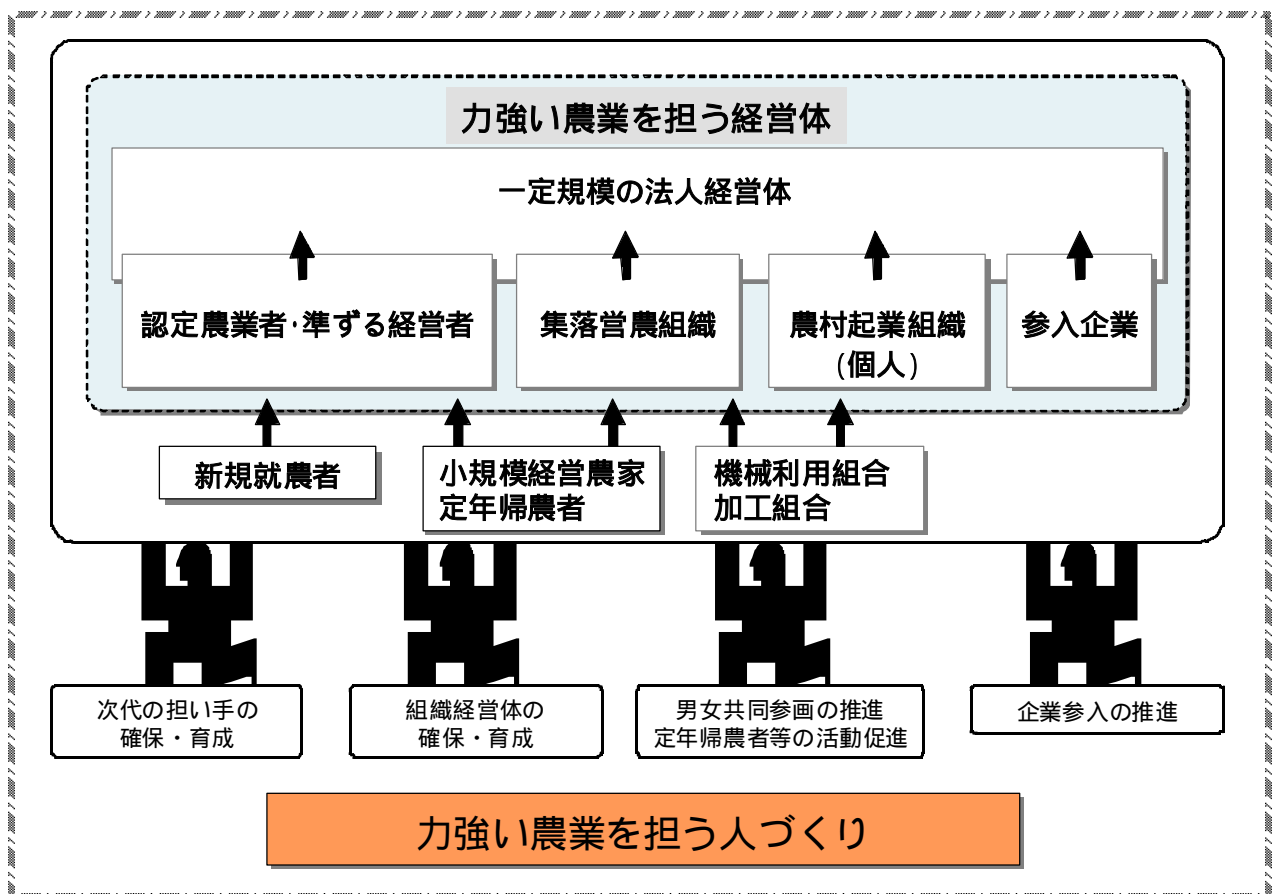 力強い農業を担う経営体
一定規模の法人経営体
認定農業者・準ずる経営者
集落営農組織
農村起業組織
(個人)
参入企業
新規就農者
小規模経営農家
定年帰農者
機械利用組合
加工組合
次代の担い手の
確保・育成
組織経営体の
確保・育成
男女共同参画の推進
定年帰農者等の活動促進
企業参入の推進
力強い農業を担う人づくり